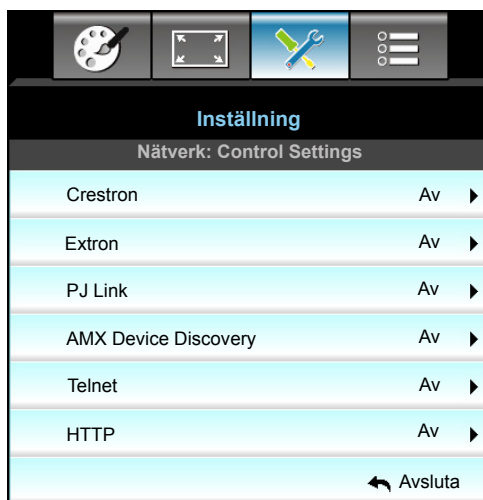 Inställning
Nätverk: Control Settings
Crestron Av
Extron Av
PJ Link Av
AMX Device Discovery Av
Telnet Av
HTTP Av
Avsluta